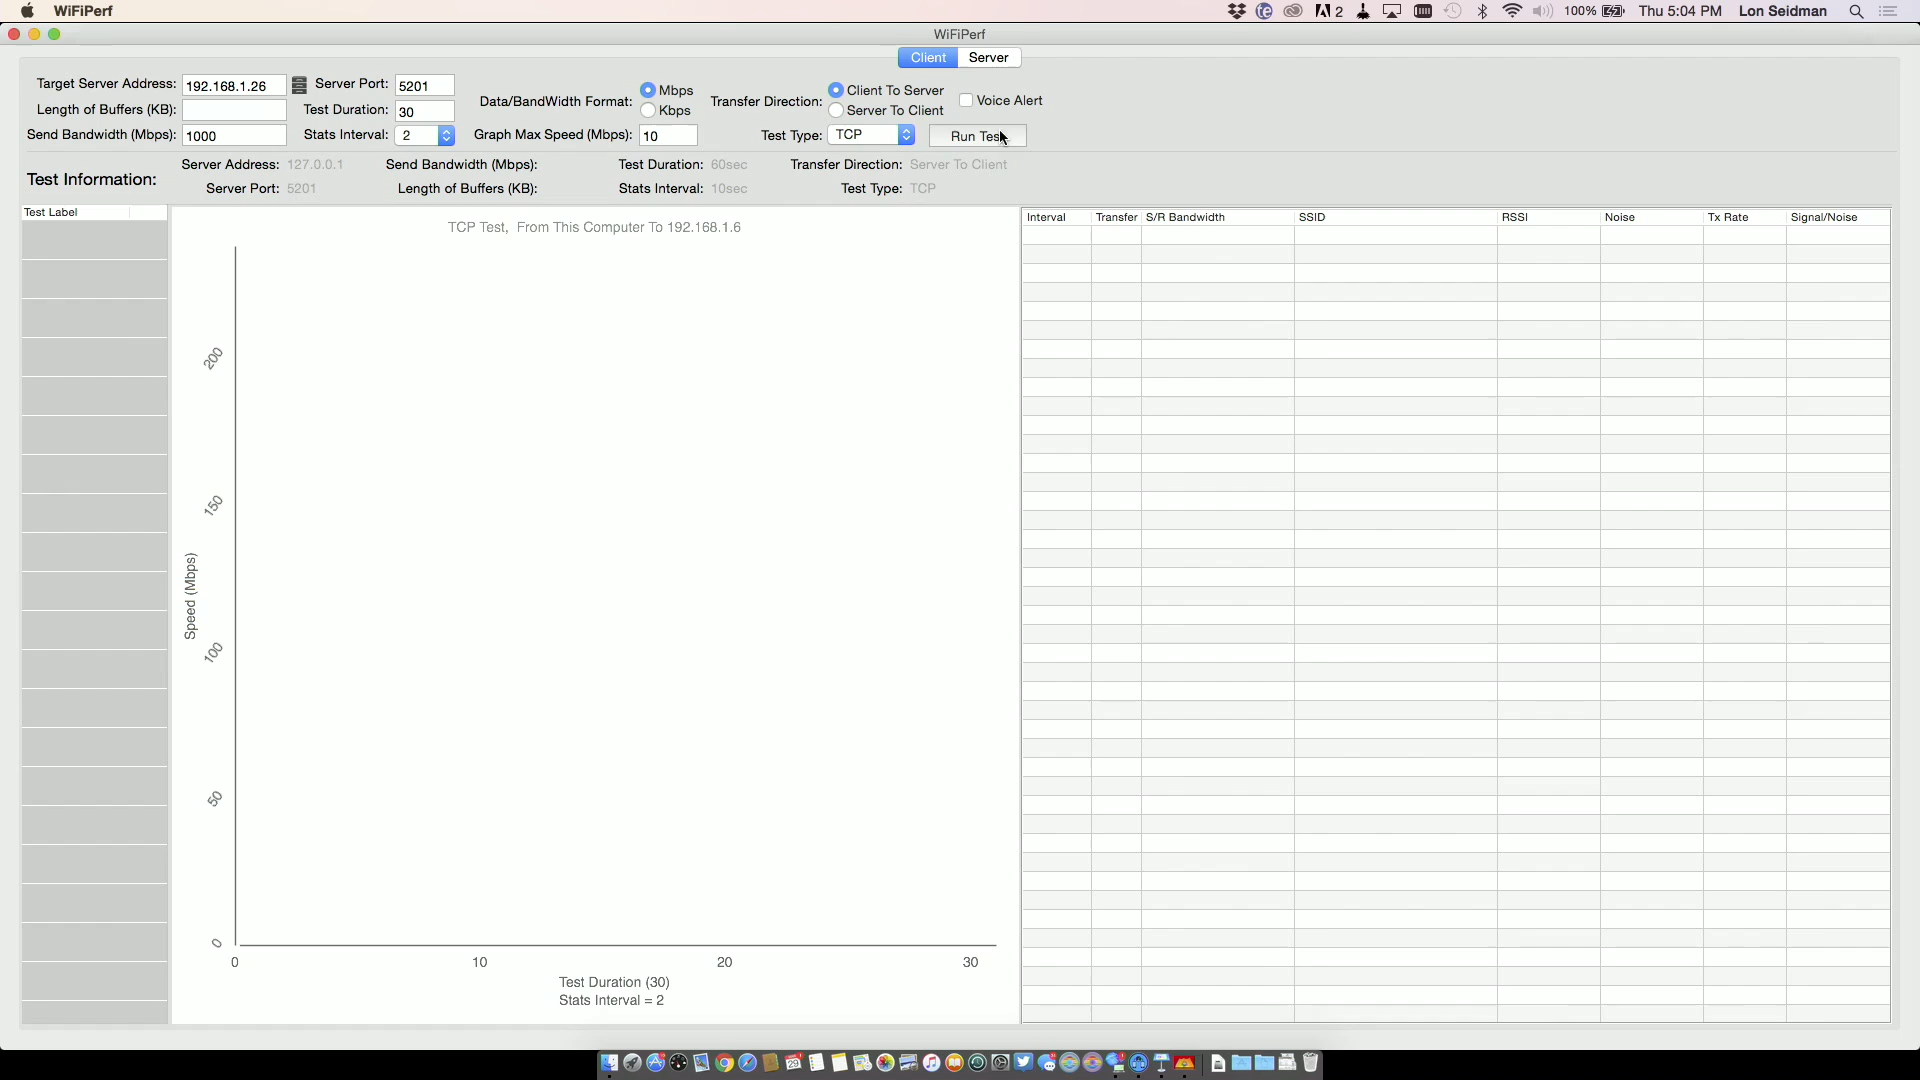 WiFiPerf 2 100% Thu 5:04 PM Lon Seidman
WiFiPerf
Client Server
Target Server Address: 192.168.1.26 Server Port: 5201
Length of Buffers (KB): Test Duration: 30
Send Bandwidth (Mbps): 1000 Stats Interval: 2
Data/BandWidth Format: Mbps Kbps
Graph Max Speed (Mbps): 10
Transfer Direction: Client To Server Server To Client Voice Alert
Test Type: TCP Run Test
Test Information:
Server Address: 127.0.0.1 Send Bandwidth (Mbps): Test Duration: 60sec Transfer Direction: Server To Client
Server Port: 5201 Length of Buffers (KB): Stats Interval: 10sec Test Type: TCP
Test Label
TCP Test, From This Computer To 192.168.1.6
200
150
100
50
0
Speed (Mbps)
0 10 20 30
Test Duration (30)
Stats Interval = 2
Interval Transfer S/R Bandwidth SSID RSSI Noise Tx Rate Signal/Noise